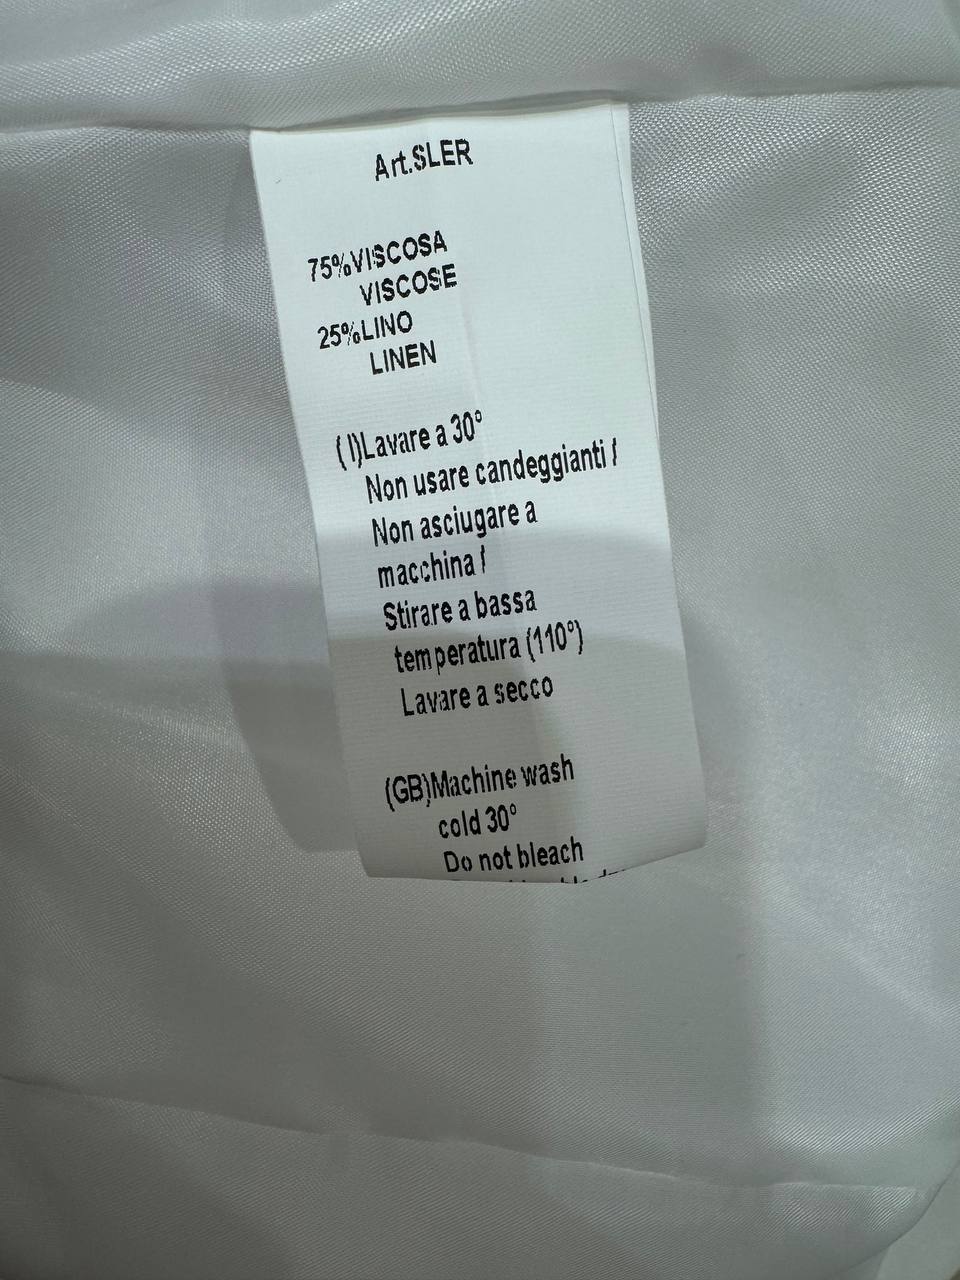 Art.SLER
75%VISCOSA
VISCOSE
25%LINO
LINEN
(I)Lavare a 30°
Non usare candeggianti /
Non asciugare a
macchina /
Stirare a bassa
temperatura (110°)
Lavare a secco
(GB)Machine wash
cold 30°
Do not bleach